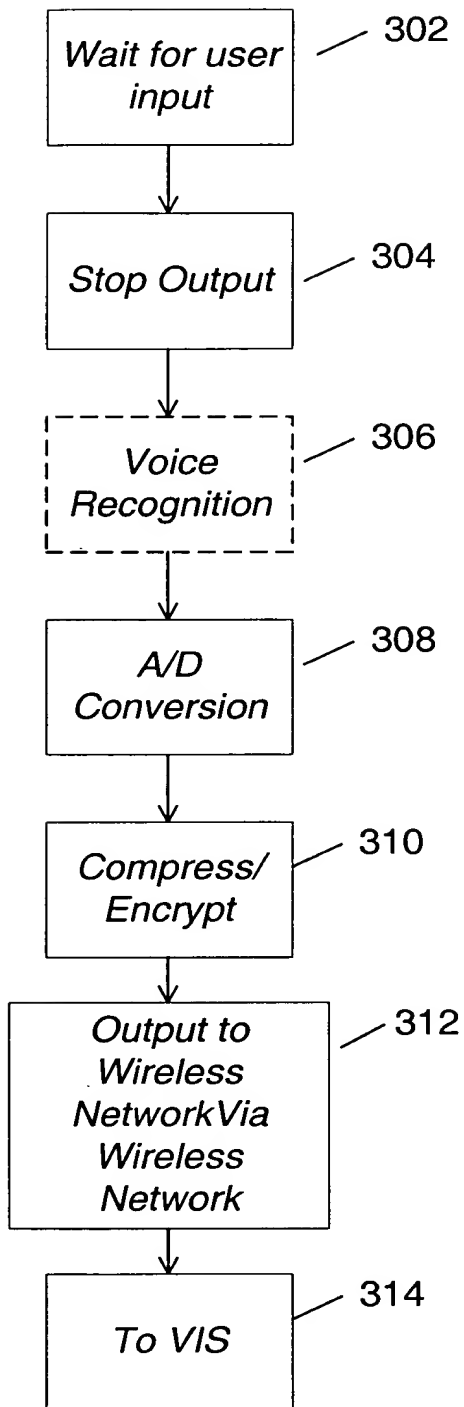 Wait for user
input
302
Stop Output
304
Voice
Recognition
306
A/D
Conversion
308
Compress/
Encrypt
310
Output to
Wireless
NetworkVia
Wireless
Network
312
To VIS
314